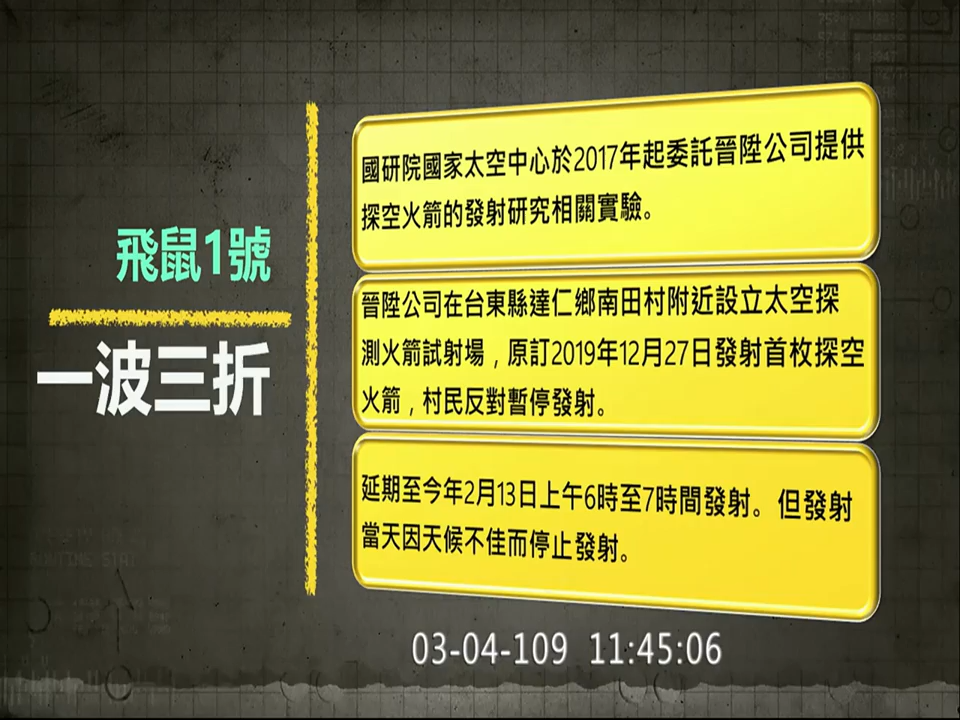 飛鼠1號
一波三折
國研院國家太空中心於2017年起委託晉陞公司提供
探空火箭的發射研究相關實驗。
晉陞公司在台東縣達仁鄉南田村附近設立太空探
測火箭試射場，原訂2019年12月27日發射首枚探空
火箭，村民反對暫停發射。
延期至今年2月13日上午6時至7時間發射。但發射
當天因天候不佳而停止發射。
03-04-109 11:45:06